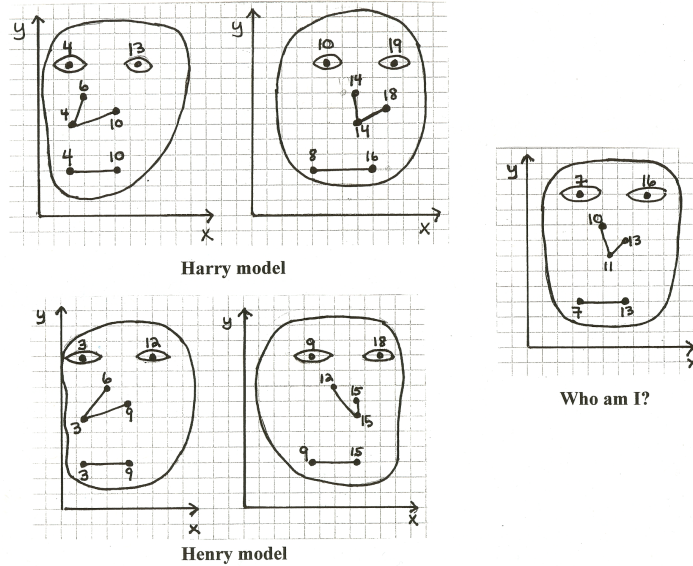 y
4 13
6
4
10
4 10
x
y
10 19
14
18
14
8 16
x
Harry model
y
7 16
10
13
11
7 13
x
Who am I?
y
3 12
6
9
3
3 9
x
y
9 18
12
15
15
9 15
x
Henry model